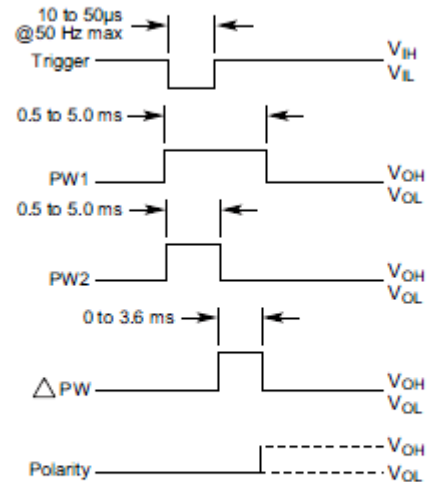 10 to 50µs
@50 Hz max
Trigger
VIH
VIL
0.5 to 5.0 ms
PW1
VOH
VOL
0.5 to 5.0 ms
PW2
VOH
VOL
0 to 3.6 ms
△PW
VOH
VOL
Polarity
VOH
VOL